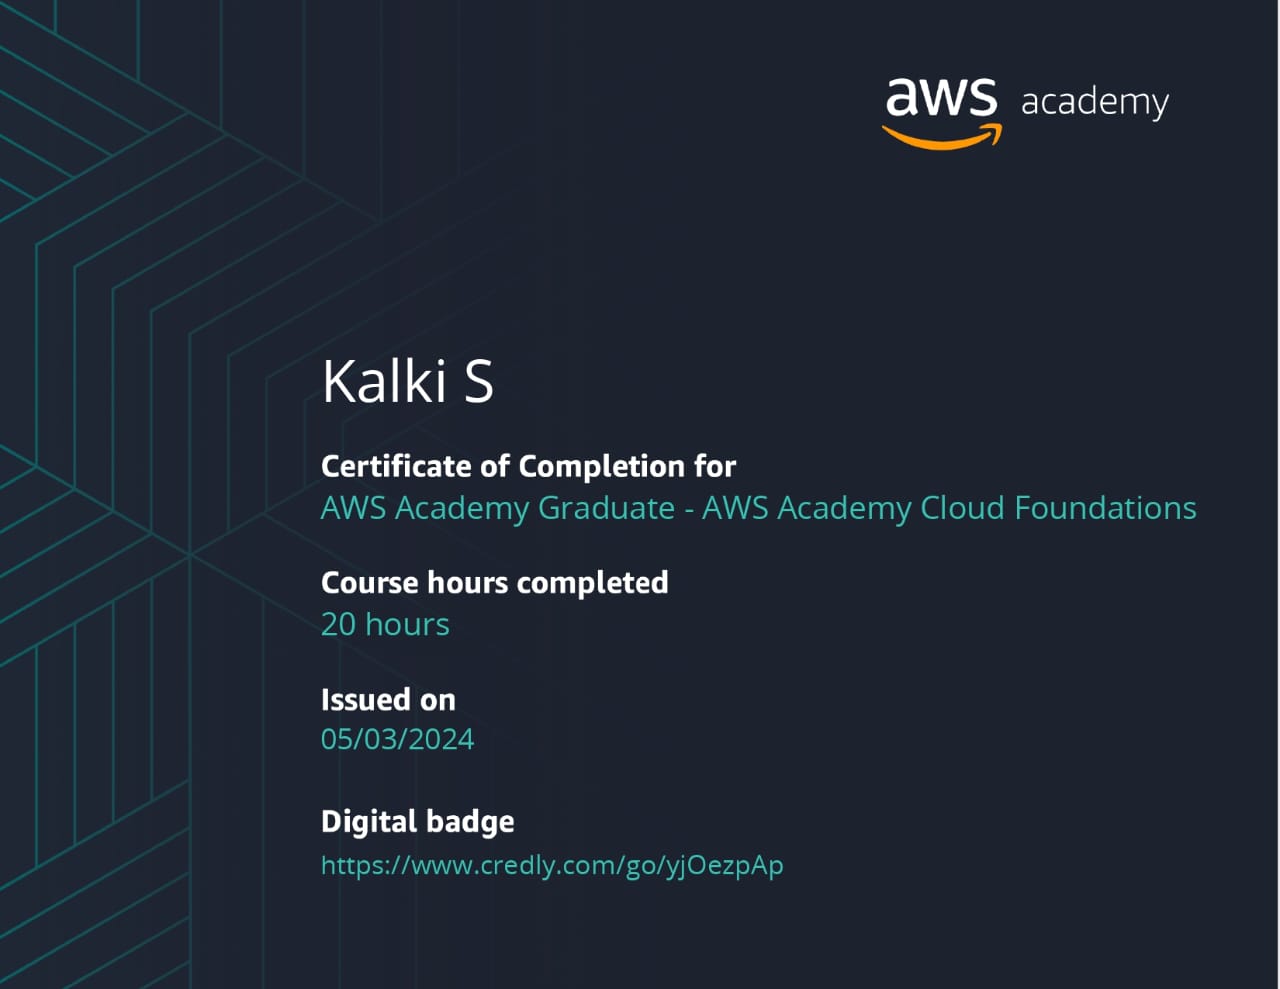 aws academy
Kalki S
Certificate of Completion for
AWS Academy Graduate - AWS Academy Cloud Foundations
Course hours completed
20 hours
Issued on
05/03/2024
Digital badge
https://www.credly.com/go/yjOezpAp